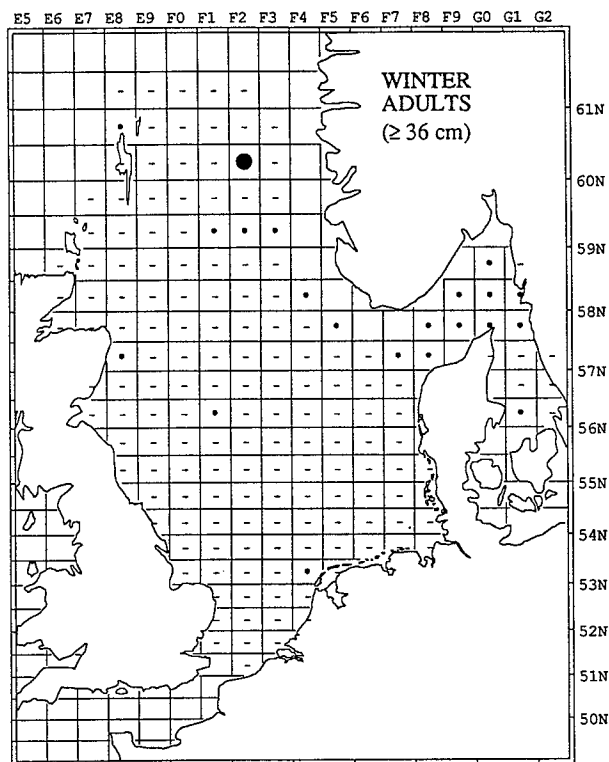 E5 E6 E7 E8 E9 F0 F1 F2 F3 F4 F5 F6 F7 F8 F9 G0 G1 G2
WINTER
ADULTS
(≥ 36 cm)
61N
60N
59N
58N
57N
56N
55N
54N
53N
52N
51N
50N